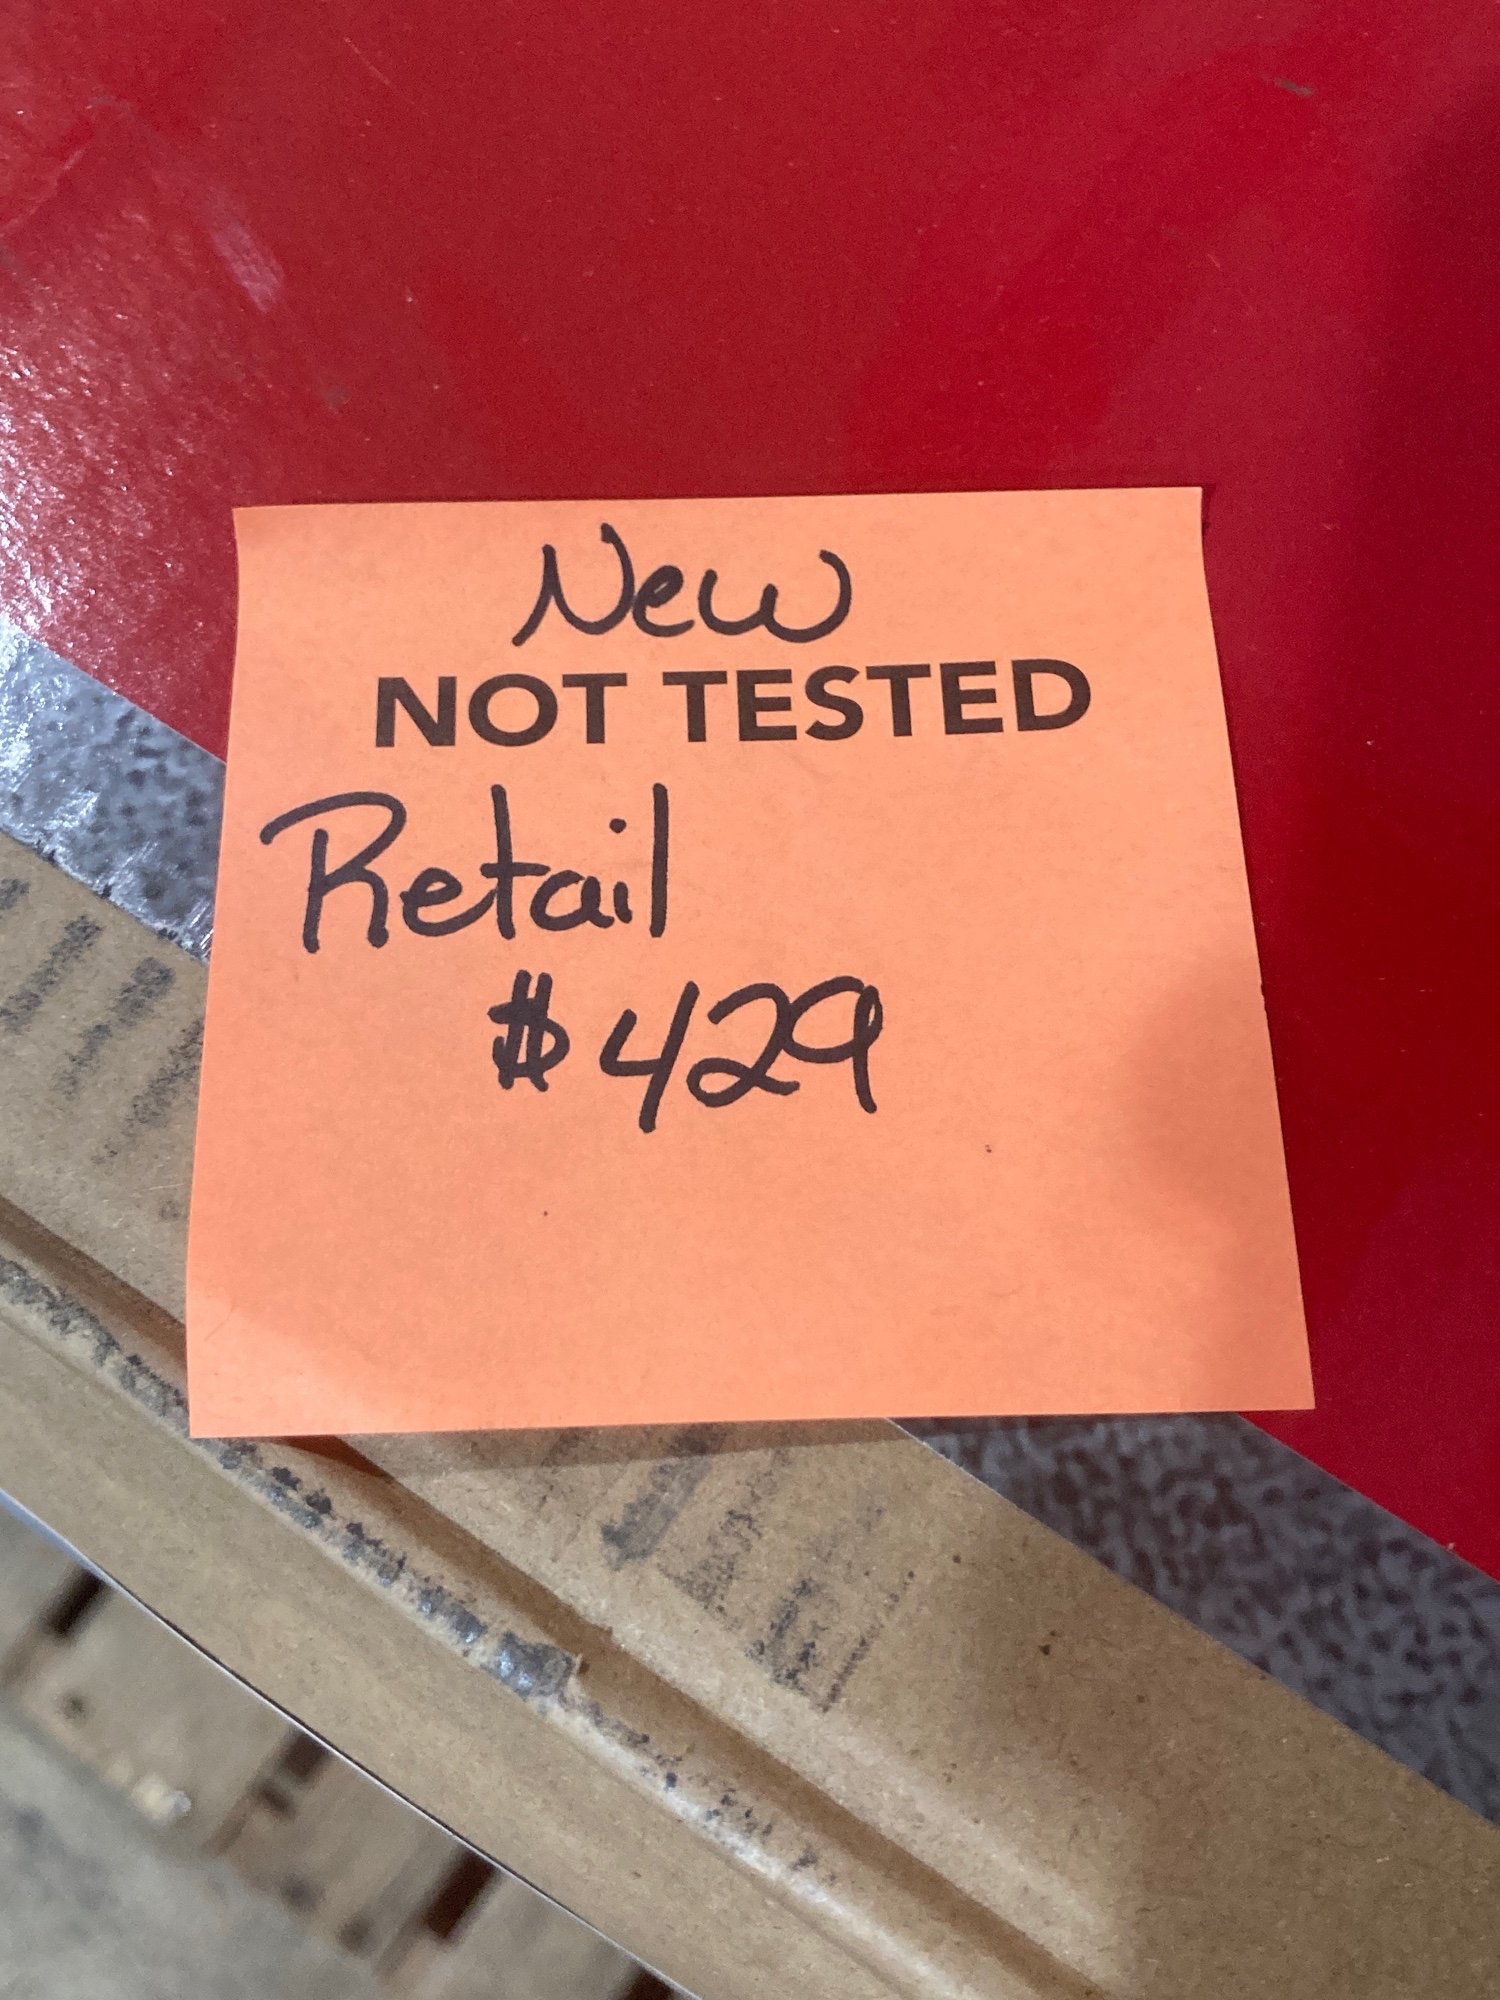 New
NOT TESTED
Retail
$429